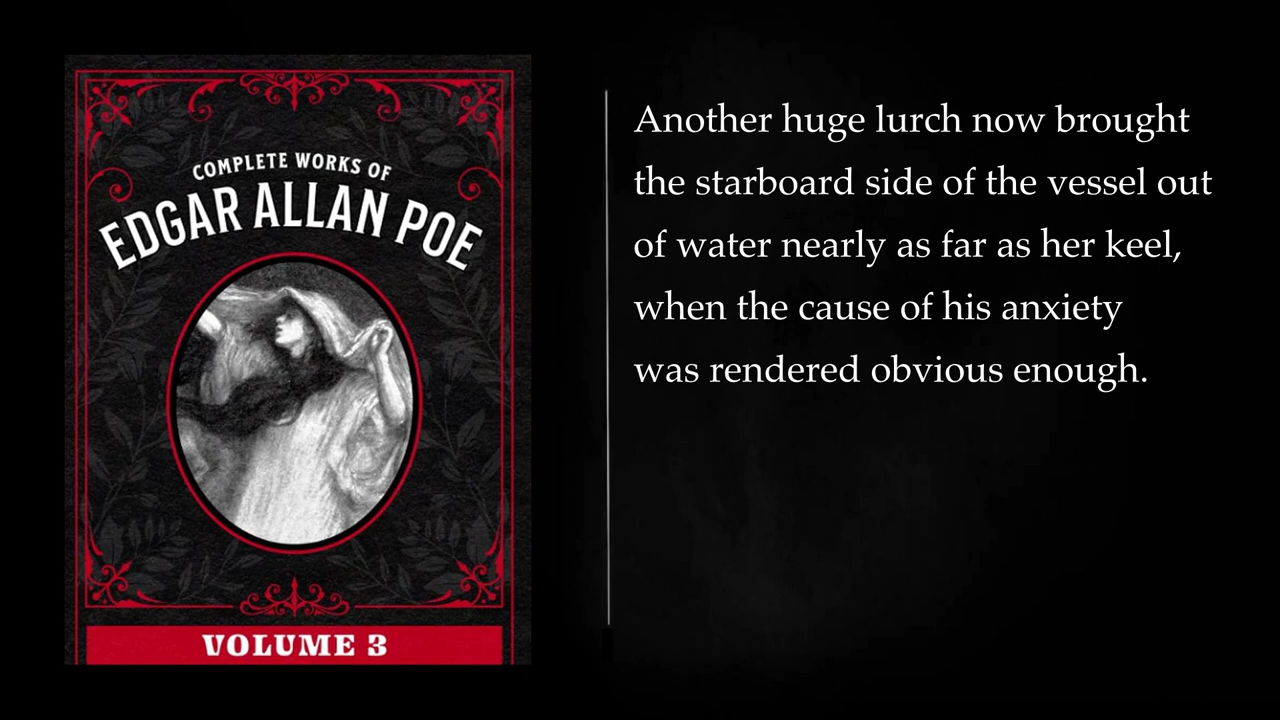 COMPLETE WORKS OF
EDGAR ALLAN POE
VOLUME 3
Another huge lurch now brought
the starboard side of the vessel out
of water nearly as far as her keel,
when the cause of his anxiety
was rendered obvious enough.